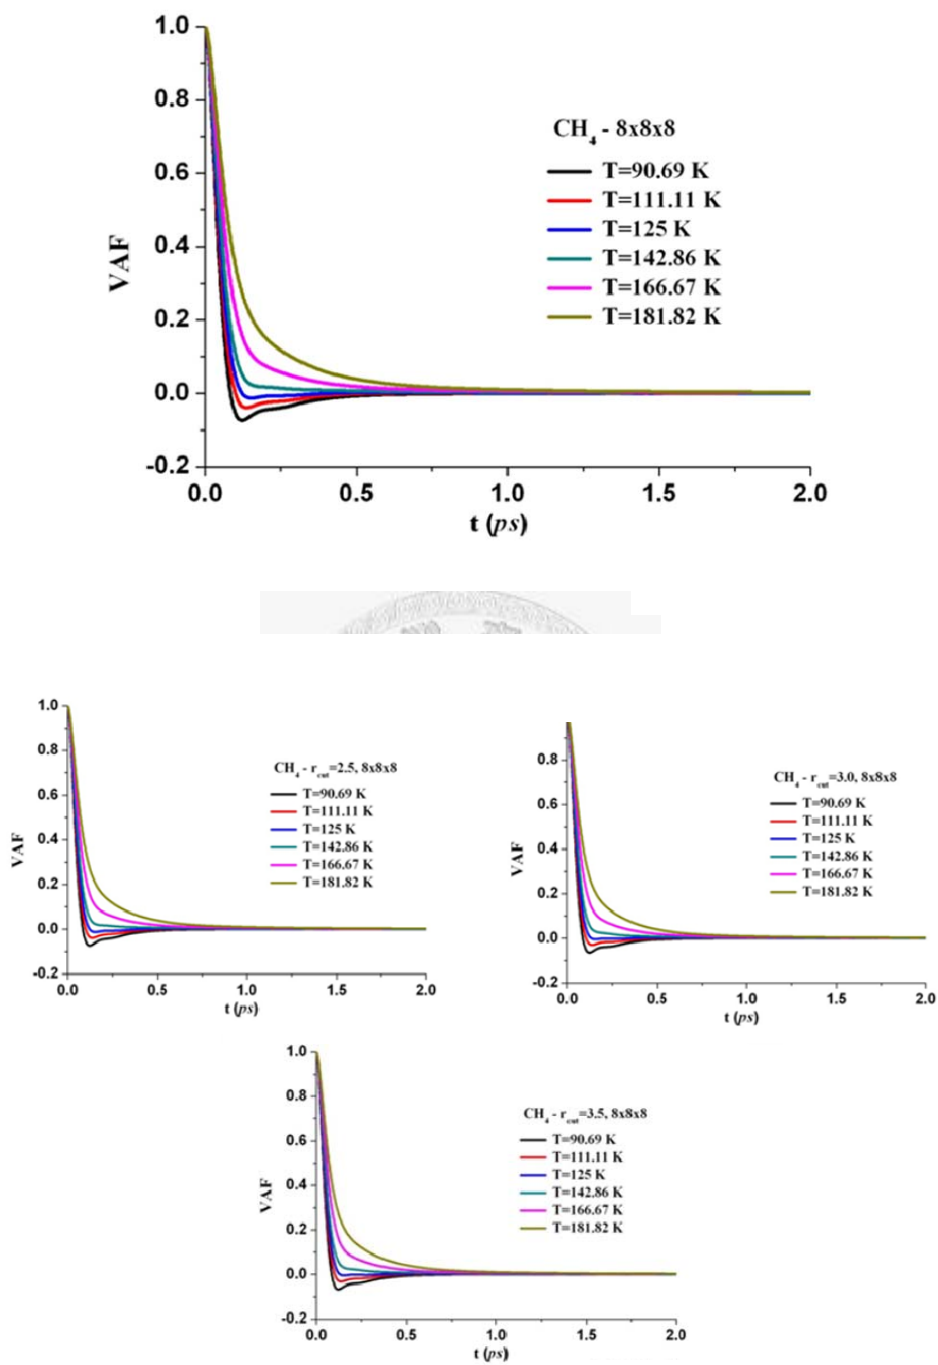 1.0
0.8
0.6
0.4
0.2
0.0
-0.2
VAF
CH4 - 8x8x8
T=90.69 K
T=111.11 K
T=125 K
T=142.86 K
T=166.67 K
T=181.82 K
0.0 0.5 1.0 1.5 2.0
t (ps)
1.0
0.8
0.6
0.4
0.2
0.0
-0.2
VAF
CH4 - rcut=2.5, 8x8x8
T=90.69 K
T=111.11 K
T=125 K
T=142.86 K
T=166.67 K
T=181.82 K
0.0 0.5 1.0 1.5 2.0
t (ps)
0.8
0.6
0.4
0.2
0.0
-0.2
VAF
CH4 - rcut=3.0, 8x8x8
T=90.69 K
T=111.11 K
T=125 K
T=142.86 K
T=166.67 K
T=181.82 K
0.0 0.5 1.0 1.5 2.0
t (ps)
1.0
0.8
0.6
0.4
0.2
0.0
-0.2
VAF
CH4 - rcut=3.5, 8x8x8
T=90.69 K
T=111.11 K
T=125 K
T=142.86 K
T=166.67 K
T=181.82 K
0.0 0.5 1.0 1.5 2.0
t (ps)